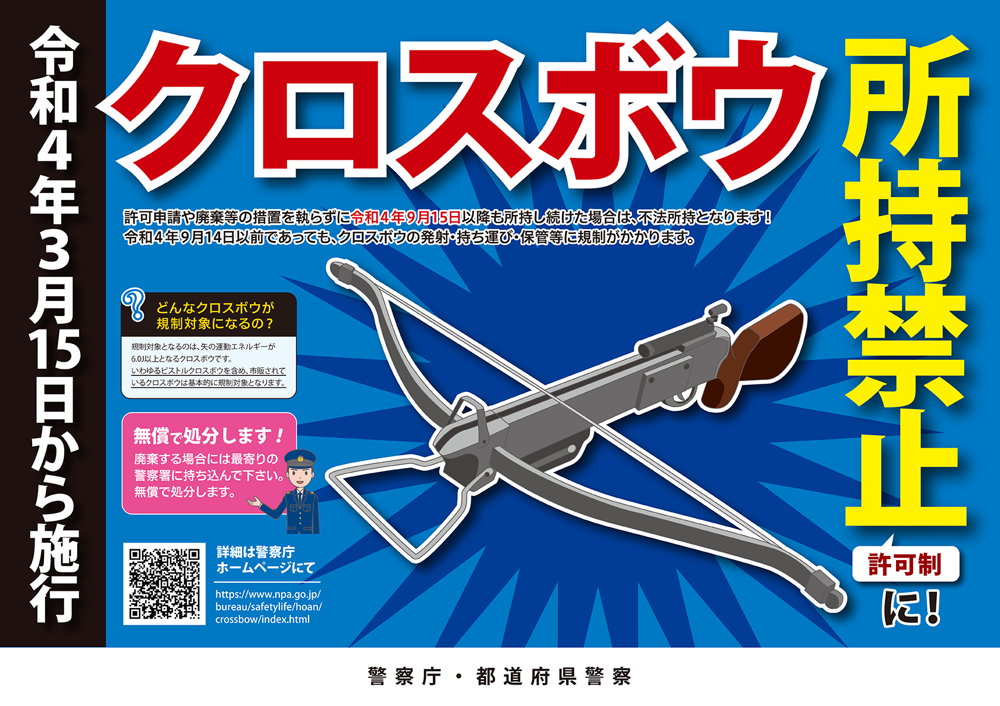 令和4年3月15日から施行
クロスボウ
所持禁止
許可制
に！
許可申請や廃棄等の措置を執らずに令和4年9月15日以降も所持し続けた場合は、不法所持となります！
令和4年9月14日以前であっても、クロスボウの発射・持ち運び・保管等に規制がかかります。
？
どんなクロスボウが
規制対象になるの？
規制対象となるのは、矢の運動エネルギーが
6.0J以上となるクロスボウです。
いわゆるピストルクロスボウを含め、市販されて
いるクロスボウは基本的に規制対象となります。
無償で処分します！
廃棄する場合には最寄りの
警察署に持ち込んで下さい。
無償で処分します。
詳細は警察庁
ホームページにて
https://www.npa.go.jp/
bureau/safetylife/hoan/
crossbow/index.html
警察庁・都道府県警察